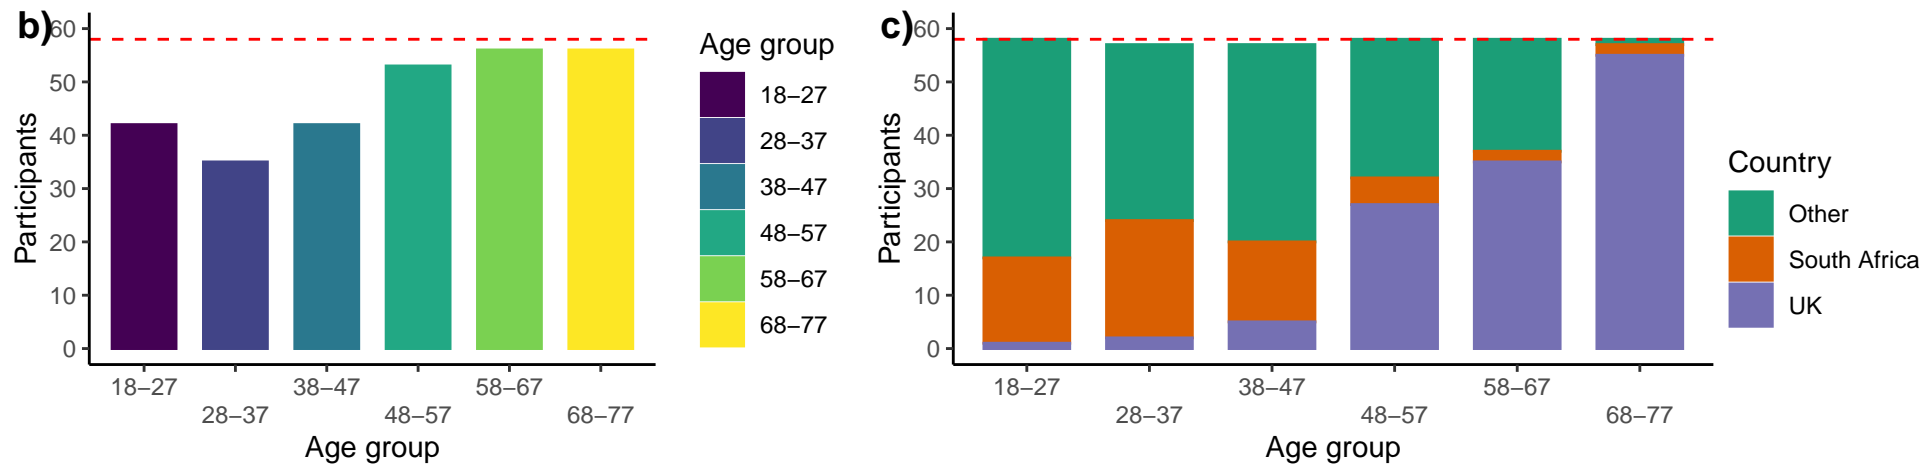 b)
Participants
60
50
40
30
20
10
0
18−27
28−37
38−47
48−57
58−67
68−77
Age group
Age group
18−27
28−37
38−47
48−57
58−67
68−77
c)
Participants
60
50
40
30
20
10
0
18−27
28−37
38−47
48−57
58−67
68−77
Age group
Country
Other
South Africa
UK